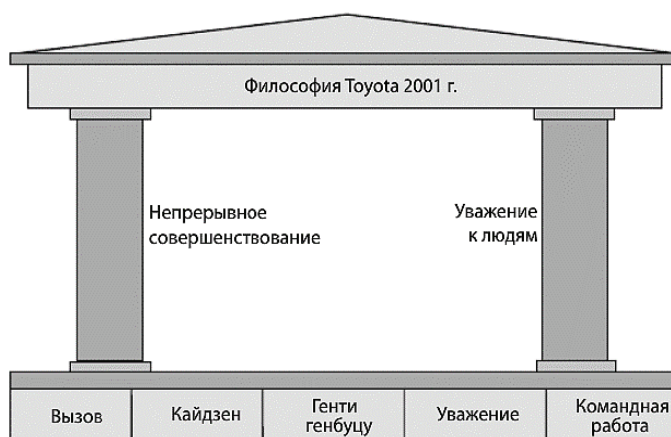 Философия Toyota 2001 г.
Непрерывное
совершенствование
Уважение
к людям
Вызов
Кайдзен
Генти
генбуцу
Уважение
Командная
работа